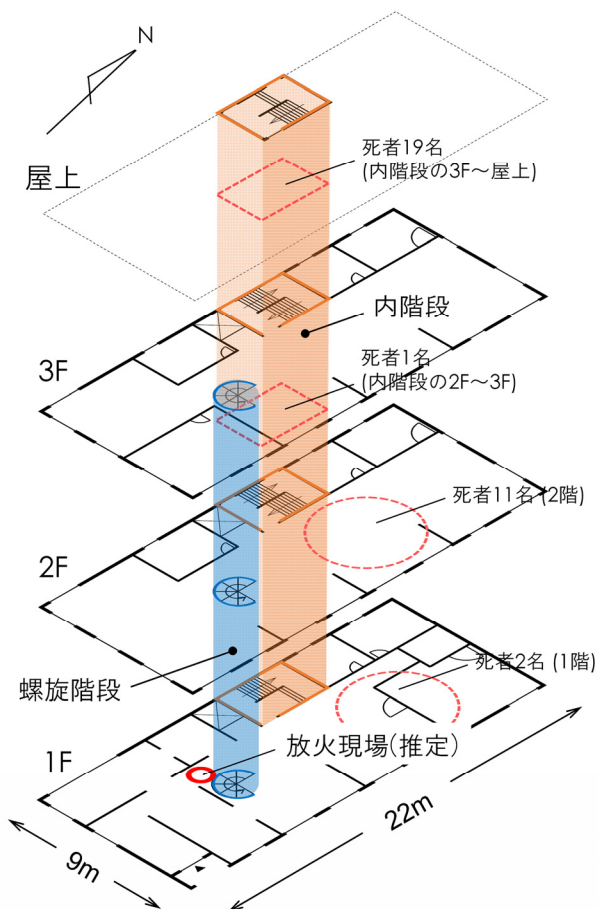 N
屋上
死者19名
(内階段の3F～屋上)
内階段
3F
死者1名
(内階段の2F～3F)
死者11名 (2階)
2F
螺旋階段
死者2名 (1階)
放火現場(推定)
1F
22m
9m